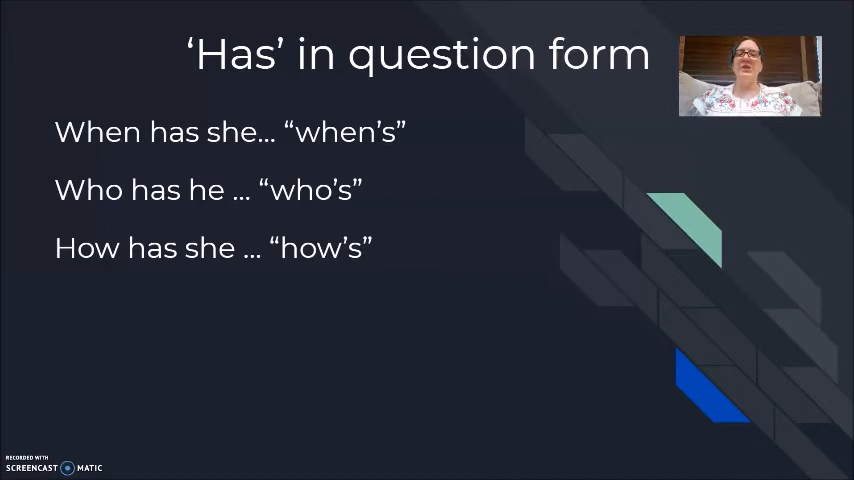 ‘Has’ in question form
When has she... “when’s”
Who has he ... “who’s”
How has she ... “how’s”
RECORDED WITH
SCREENCAST MATIC